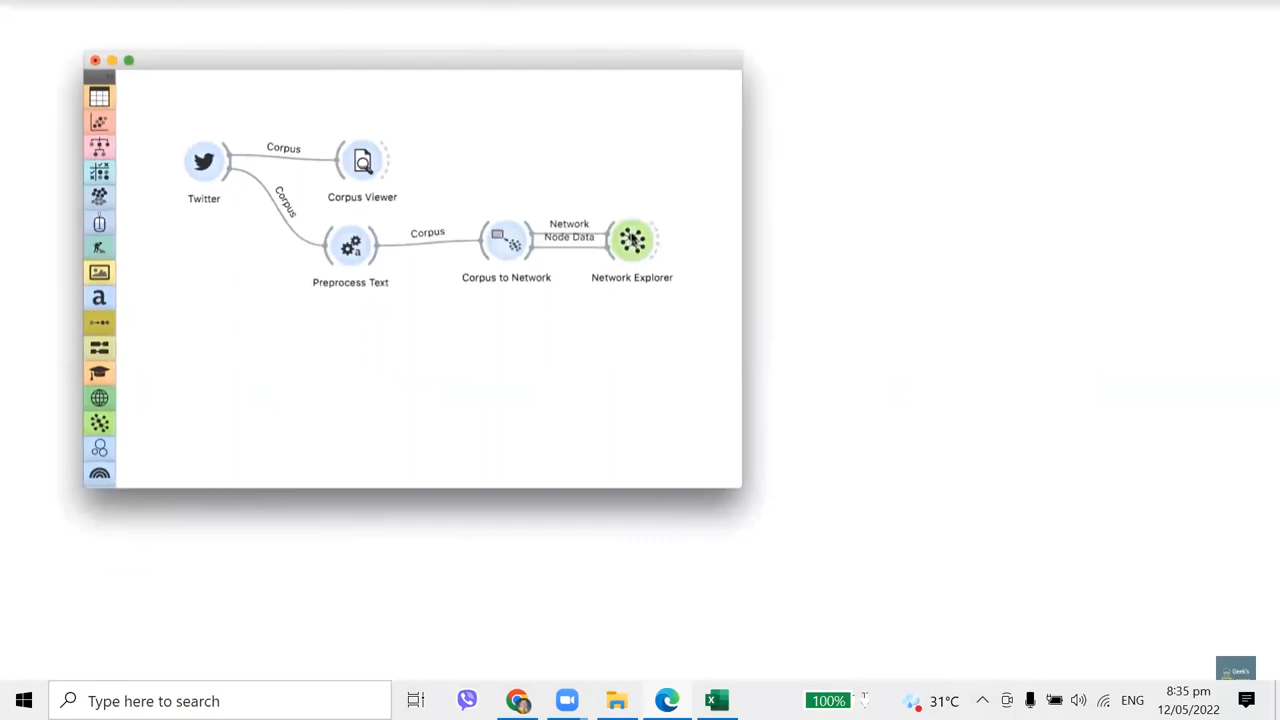 Corpus
Twitter
Corpus Viewer
Corpus
Corpus
Network
Node Data
Preprocess Text
Corpus to Network
Network Explorer
a
Geek's
Type here to search
100%
31°C
ENG
8:35 pm
12/05/2022